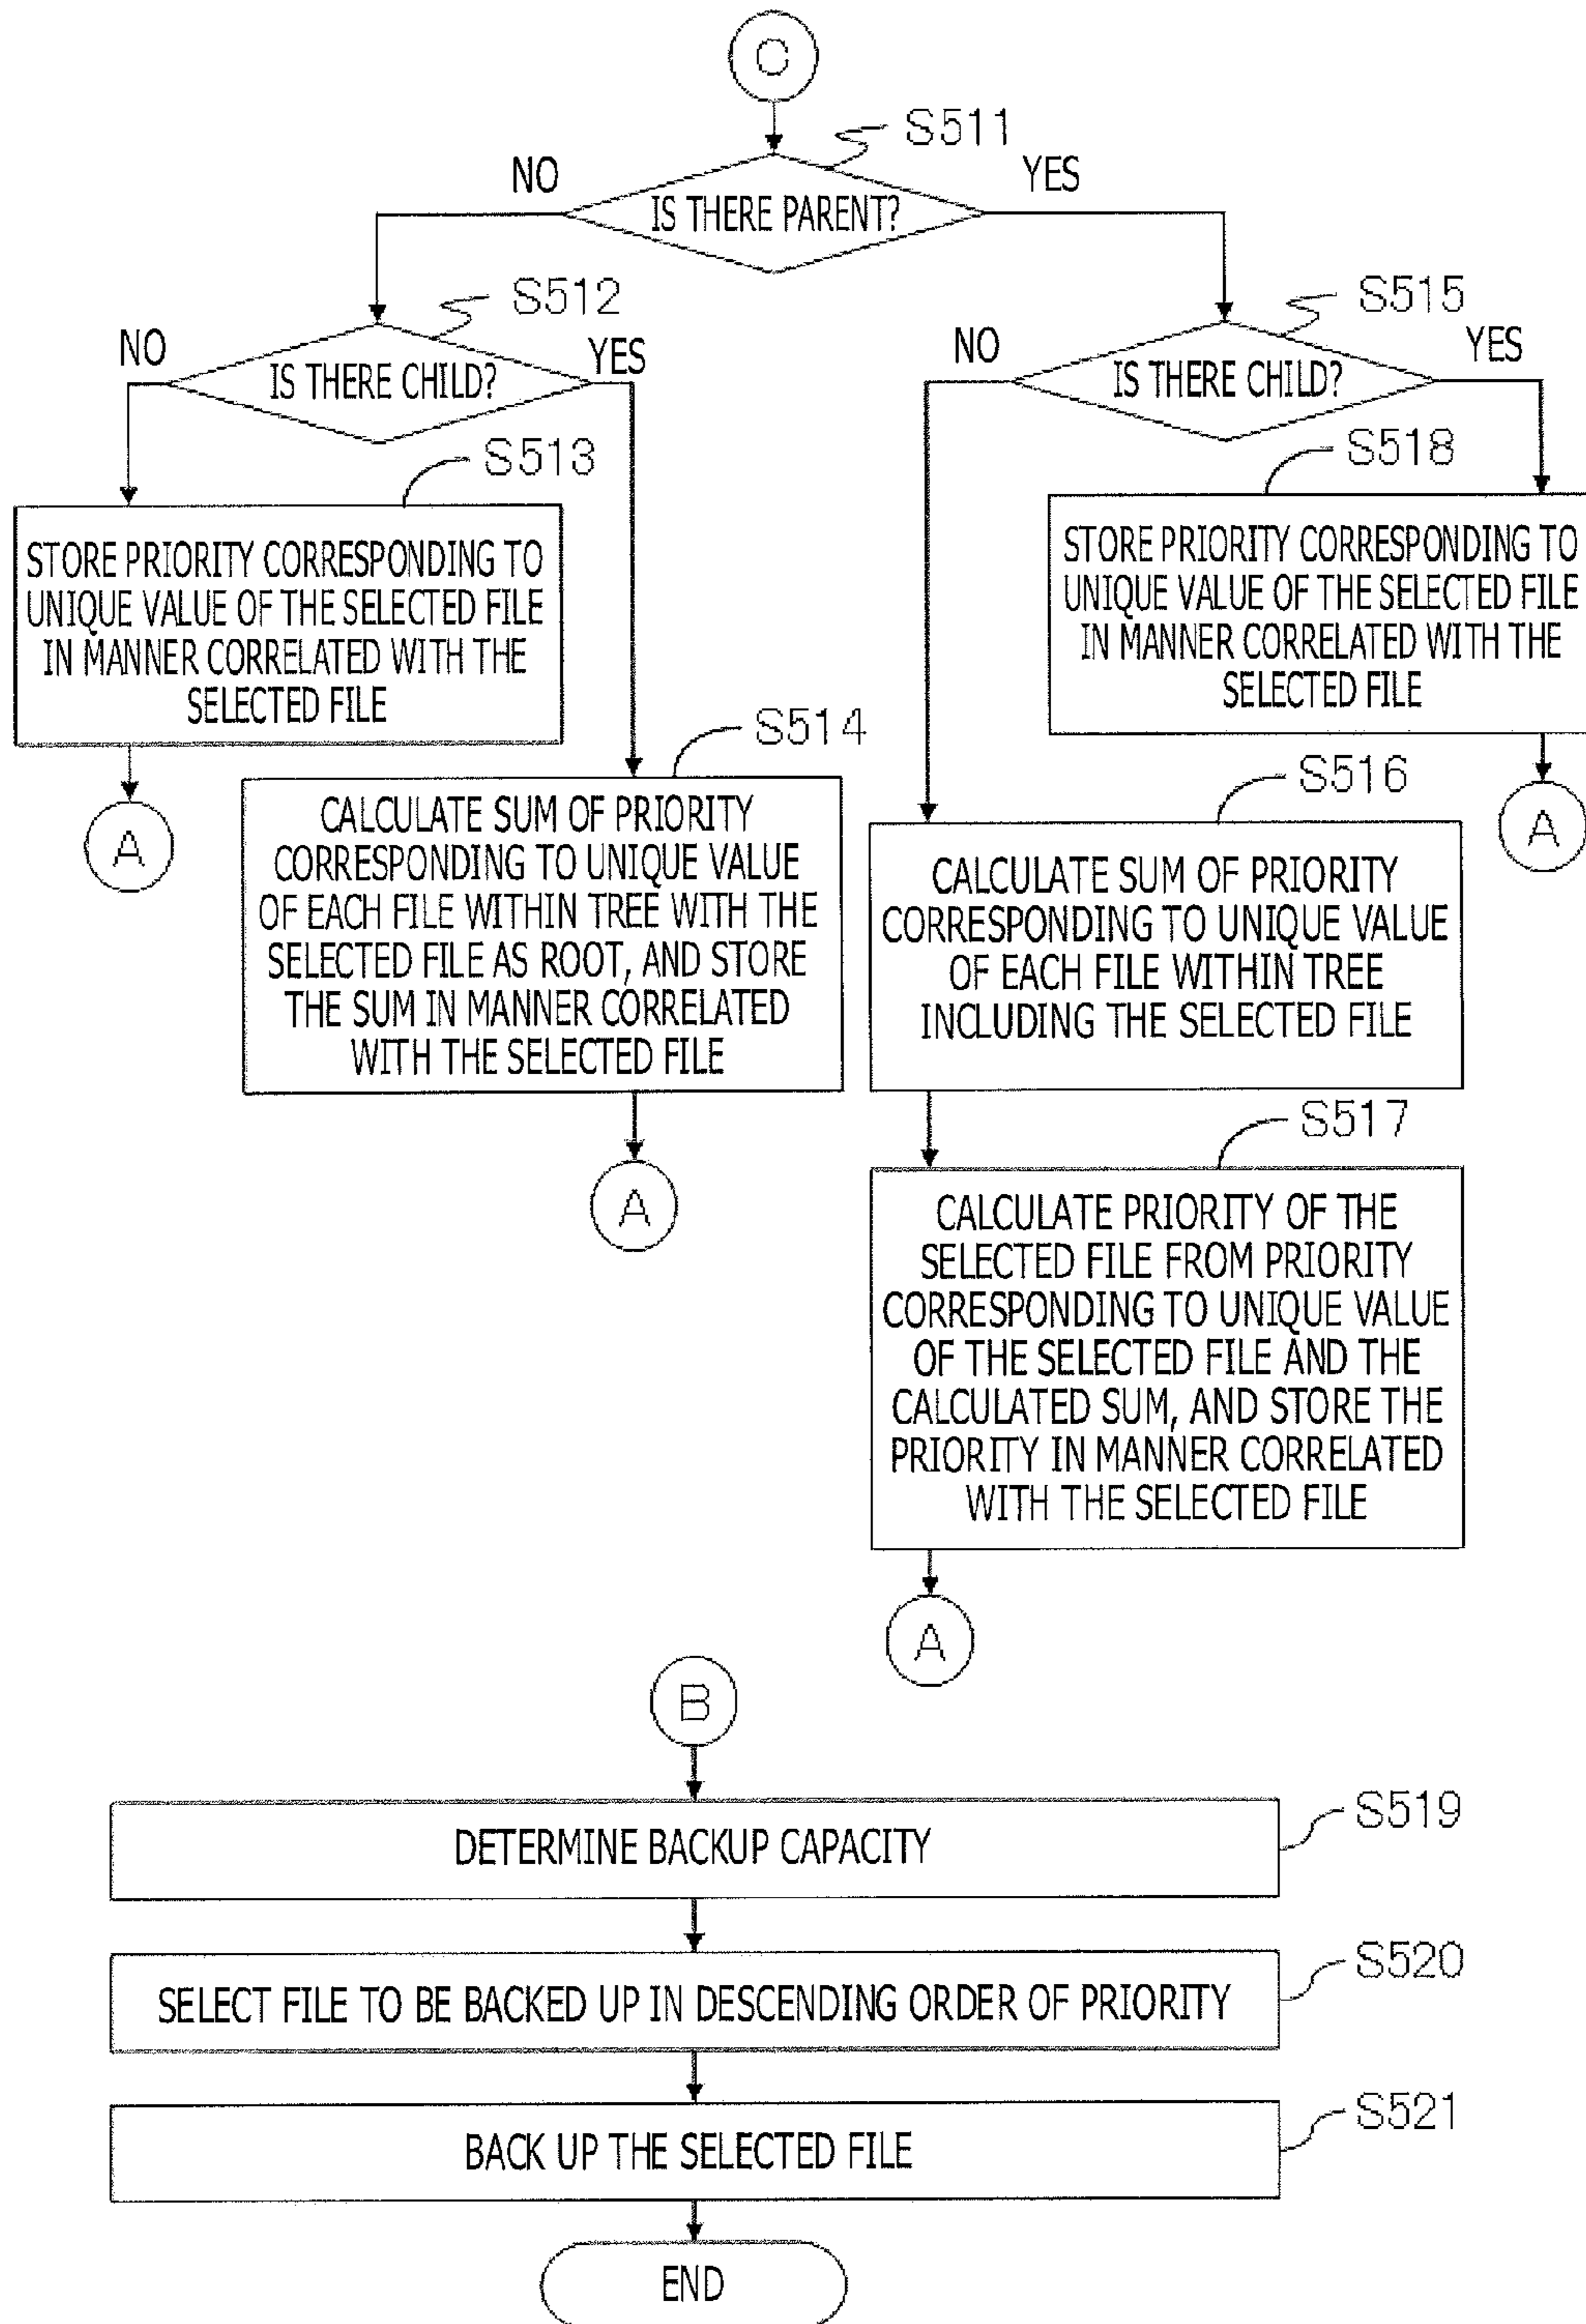 C
S511
NO
YES
IS THERE PARENT?
S512
S515
NO
YES
NO
YES
IS THERE CHILD?
IS THERE CHILD?
S513
S518
STORE PRIORITY CORRESPONDING TO
UNIQUE VALUE OF THE SELECTED FILE
IN MANNER CORRELATED WITH THE
SELECTED FILE
STORE PRIORITY CORRESPONDING TO
UNIQUE VALUE OF THE SELECTED FILE
IN MANNER CORRELATED WITH THE
SELECTED FILE
A
A
S514
CALCULATE SUM OF PRIORITY
CORRESPONDING TO UNIQUE VALUE
OF EACH FILE WITHIN TREE WITH THE
SELECTED FILE AS ROOT, AND STORE
THE SUM IN MANNER CORRELATED
WITH THE SELECTED FILE
A
S516
CALCULATE SUM OF PRIORITY
CORRESPONDING TO UNIQUE VALUE
OF EACH FILE WITHIN TREE
INCLUDING THE SELECTED FILE
S517
CALCULATE PRIORITY OF THE
SELECTED FILE FROM PRIORITY
CORRESPONDING TO UNIQUE VALUE
OF THE SELECTED FILE AND THE
CALCULATED SUM, AND STORE THE
PRIORITY IN MANNER CORRELATED
WITH THE SELECTED FILE
A
B
S519
DETERMINE BACKUP CAPACITY
S520
SELECT FILE TO BE BACKED UP IN DESCENDING ORDER OF PRIORITY
S521
BACK UP THE SELECTED FILE
END